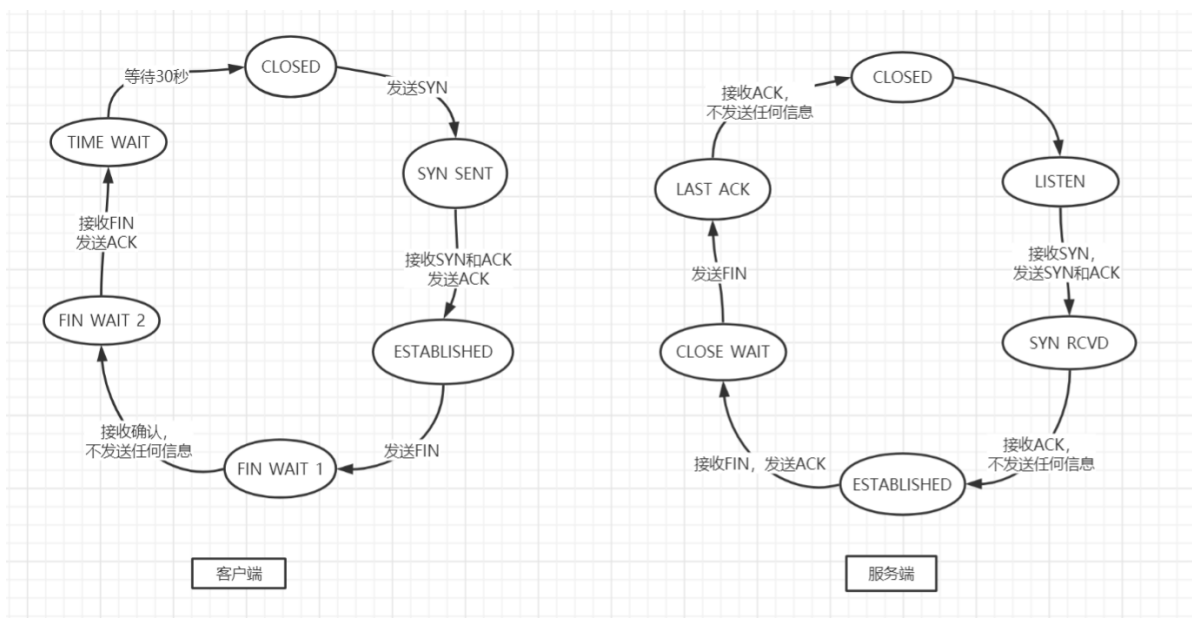 CLOSED
等待30秒
发送SYN
TIME WAIT
SYN SENT
接收FIN
发送ACK
接收SYN和ACK
发送ACK
FIN WAIT 2
ESTABLISHED
接收确认，
不发送任何信息
发送FIN
FIN WAIT 1
客户端
CLOSED
接收ACK，
不发送任何信息
LAST ACK
LISTEN
接收SYN，
发送SYN和ACK
发送FIN
CLOSE WAIT
SYN RCVD
接收ACK，
不发送任何信息
接收FIN，发送ACK
ESTABLISHED
服务端